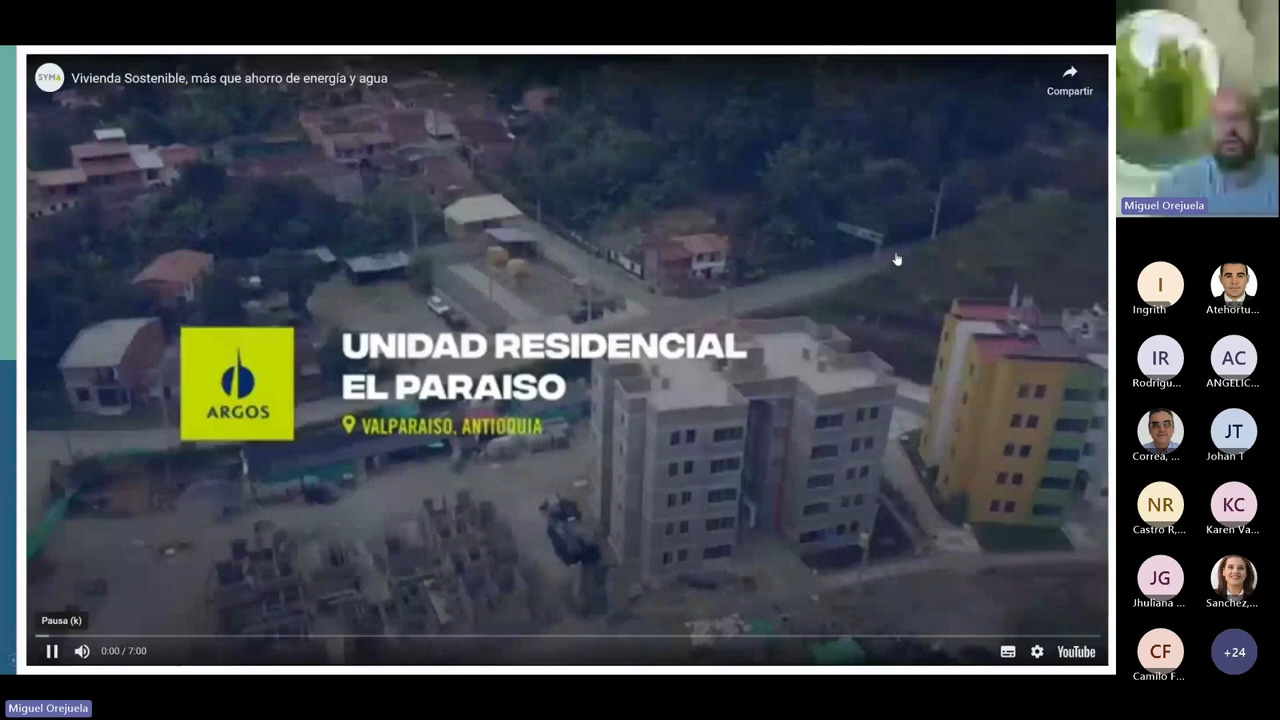 SYMA
Vivienda Sostenible, más que ahorro de energía y agua
Compartir
ARGOS
UNIDAD RESIDENCIAL
EL PARAISO
VALPARAISO, ANTIOQUIA
Pausa (k)
0:00 / 7:00
YouTube
Miguel Orejuela
Miguel Orejuela
I
Ingrith
Atehortu...
IR
Rodrigu...
AC
ANGELIC...
Correa, ...
JT
Johan T
NR
Castro R,...
KC
Karen Va...
JG
Jhuliana ...
Sanchez,...
CF
Camilo F...
+24